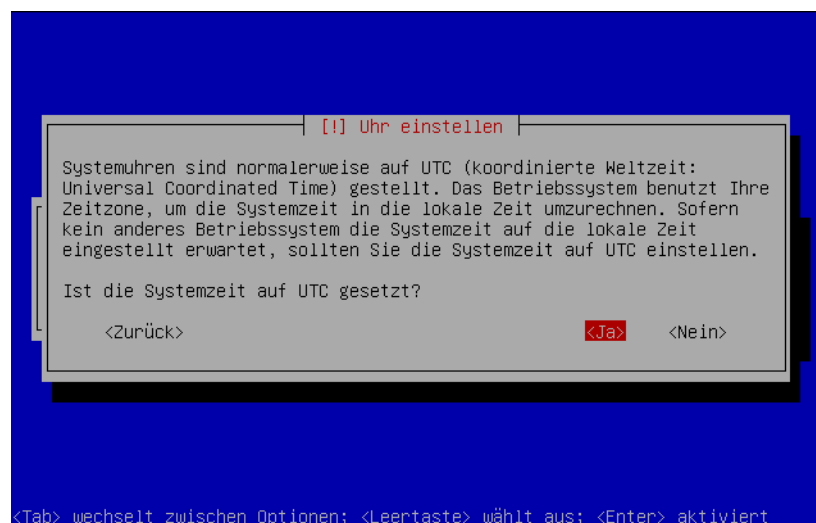 [!] Uhr einstellen
Systemuhren sind normalerweise auf UTC (koordinierte Weltzeit:
Universal Coordinated Time) gestellt. Das Betriebssystem benutzt Ihre
Zeitzone, um die Systemzeit in die lokale Zeit umzurechnen. Sofern
kein anderes Betriebssystem die Systemzeit auf die lokale Zeit
eingestellt erwartet, sollten Sie die Systemzeit auf UTC einstellen.
Ist die Systemzeit auf UTC gesetzt?
<Zurück> <Ja> <Nein>
<Tab> wechselt zwischen Optionen; <Leertaste> wählt aus; <Enter> aktiviert